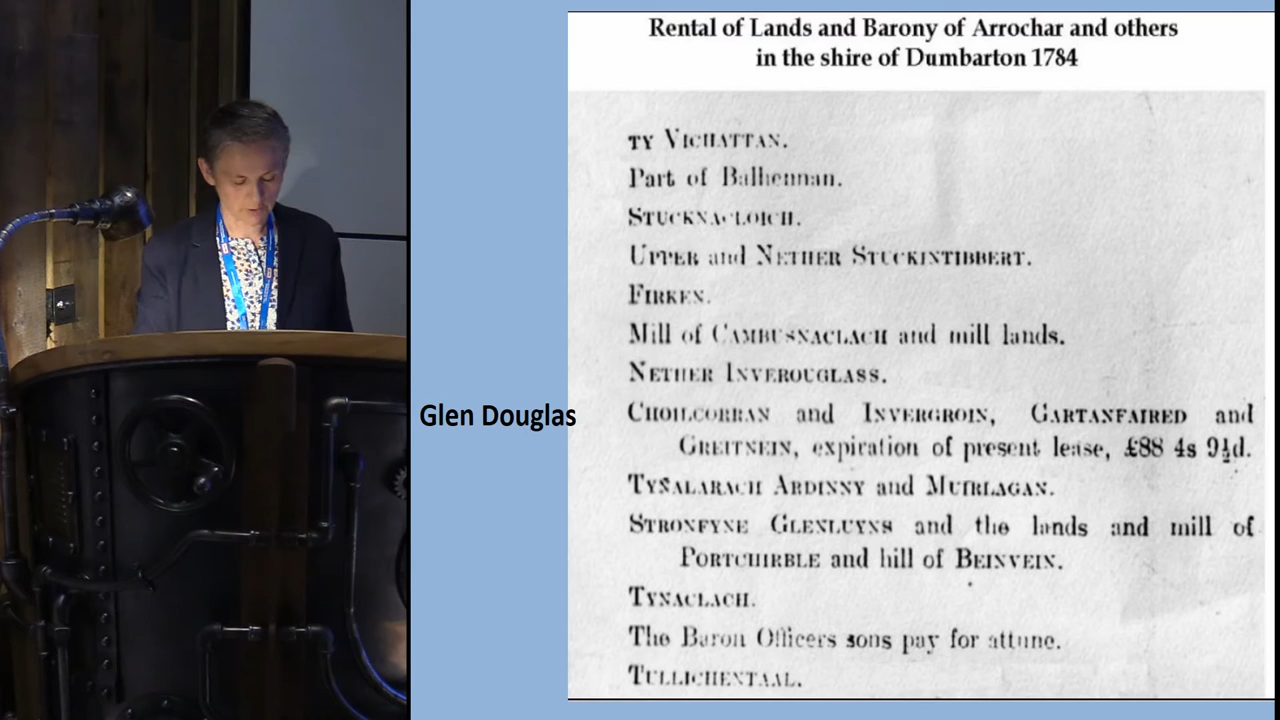 Rental of Lands and Barony of Arrochar and others
in the shire of Dumbarton 1784
TY VICHATTAN.
Part of Balhennan.
STUCKNACLOICH.
UPPER and NETHER STUCKINTIBBERT.
FIRKEN.
Mill of CAMBUSNACLACH and mill lands.
NETHER INVEROUGLASS.
Glen Douglas
CHOILCORRAN and INVERGROIN, GARTANFAIRED and
GREITNEIN, expiration of present lease, £88 4s 9½d.
TYSALARACH ARDINNY and MUIRLAGAN.
STRONFYNE GLENLUYNS and the lands and mill of
PORTCHIRBLE and hill of BEINVEIN.
TYNACLACH.
The Baron Officers sons pay for attune.
TULLICHENTAAL.